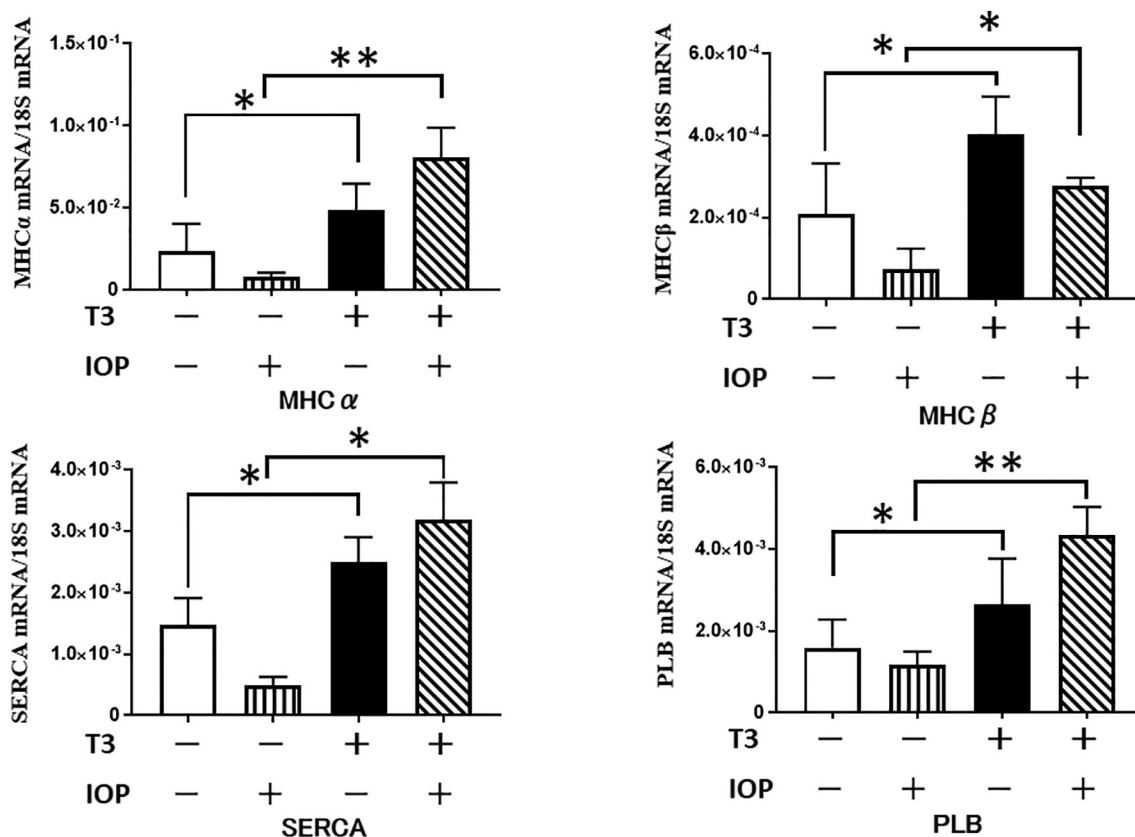 MHCα mRNA/18S mRNA
1.5×10⁻¹
1.0×10⁻¹
5.0×10⁻²
0
* **
T3 − − + +
IOP − + − +
MHC α
MHCβ mRNA/18S mRNA
6.0×10⁻⁴
4.0×10⁻⁴
2.0×10⁻⁴
0
* *
T3 − − + +
IOP − + − +
MHC β
SERCA mRNA/18S mRNA
4.0×10⁻³
3.0×10⁻³
2.0×10⁻³
1.0×10⁻³
0
* *
T3 − − + +
IOP − + − +
SERCA
PLB mRNA/18S mRNA
6.0×10⁻³
4.0×10⁻³
2.0×10⁻³
0
* **
T3 − − + +
IOP − + − +
PLB